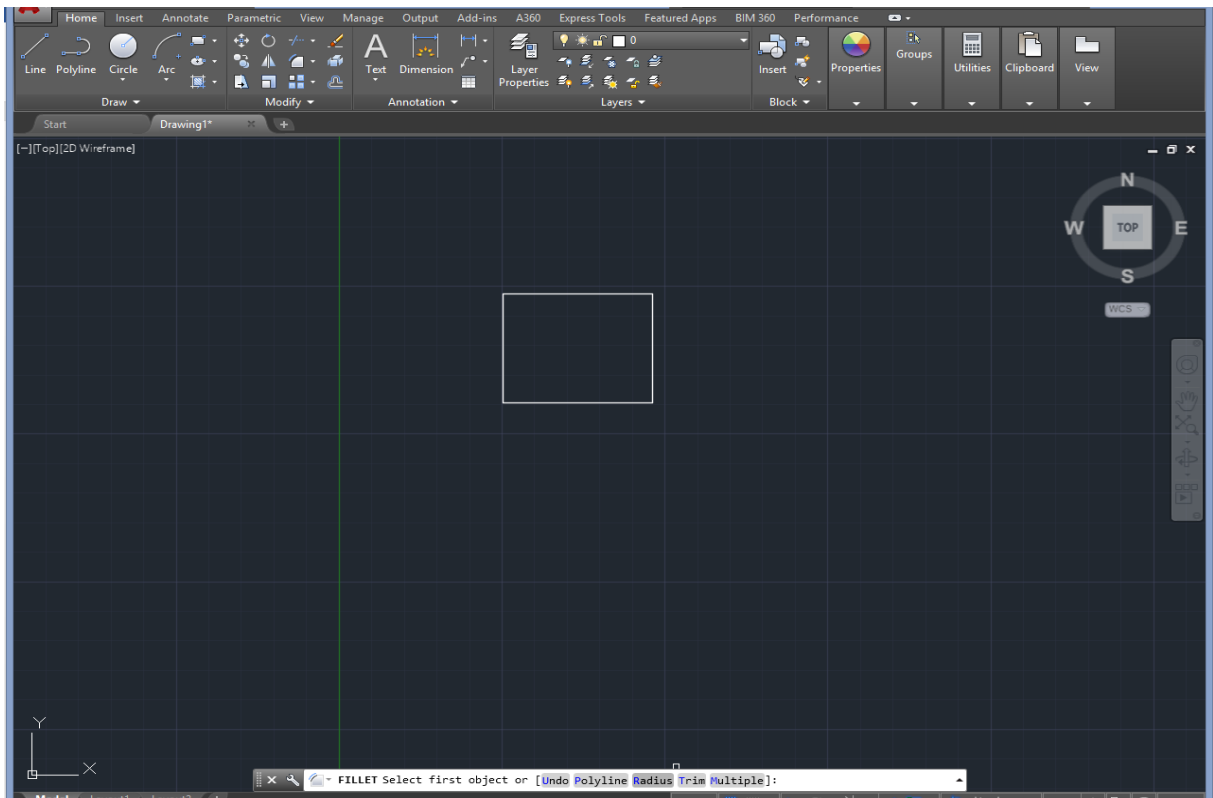 Home Insert Annotate Parametric View Manage Output Add-ins A360 Express Tools Featured Apps BIM 360 Performance
0
Line Polyline Circle Arc Text Dimension Layer Properties Insert Properties Groups Utilities Clipboard View
Draw Modify Annotation Layers Block
Start Drawing1* +
[−][Top][2D Wireframe]
N
W TOP E
S
WCS
Y
X
FILLET Select first object or [Undo Polyline Radius Trim Multiple]: